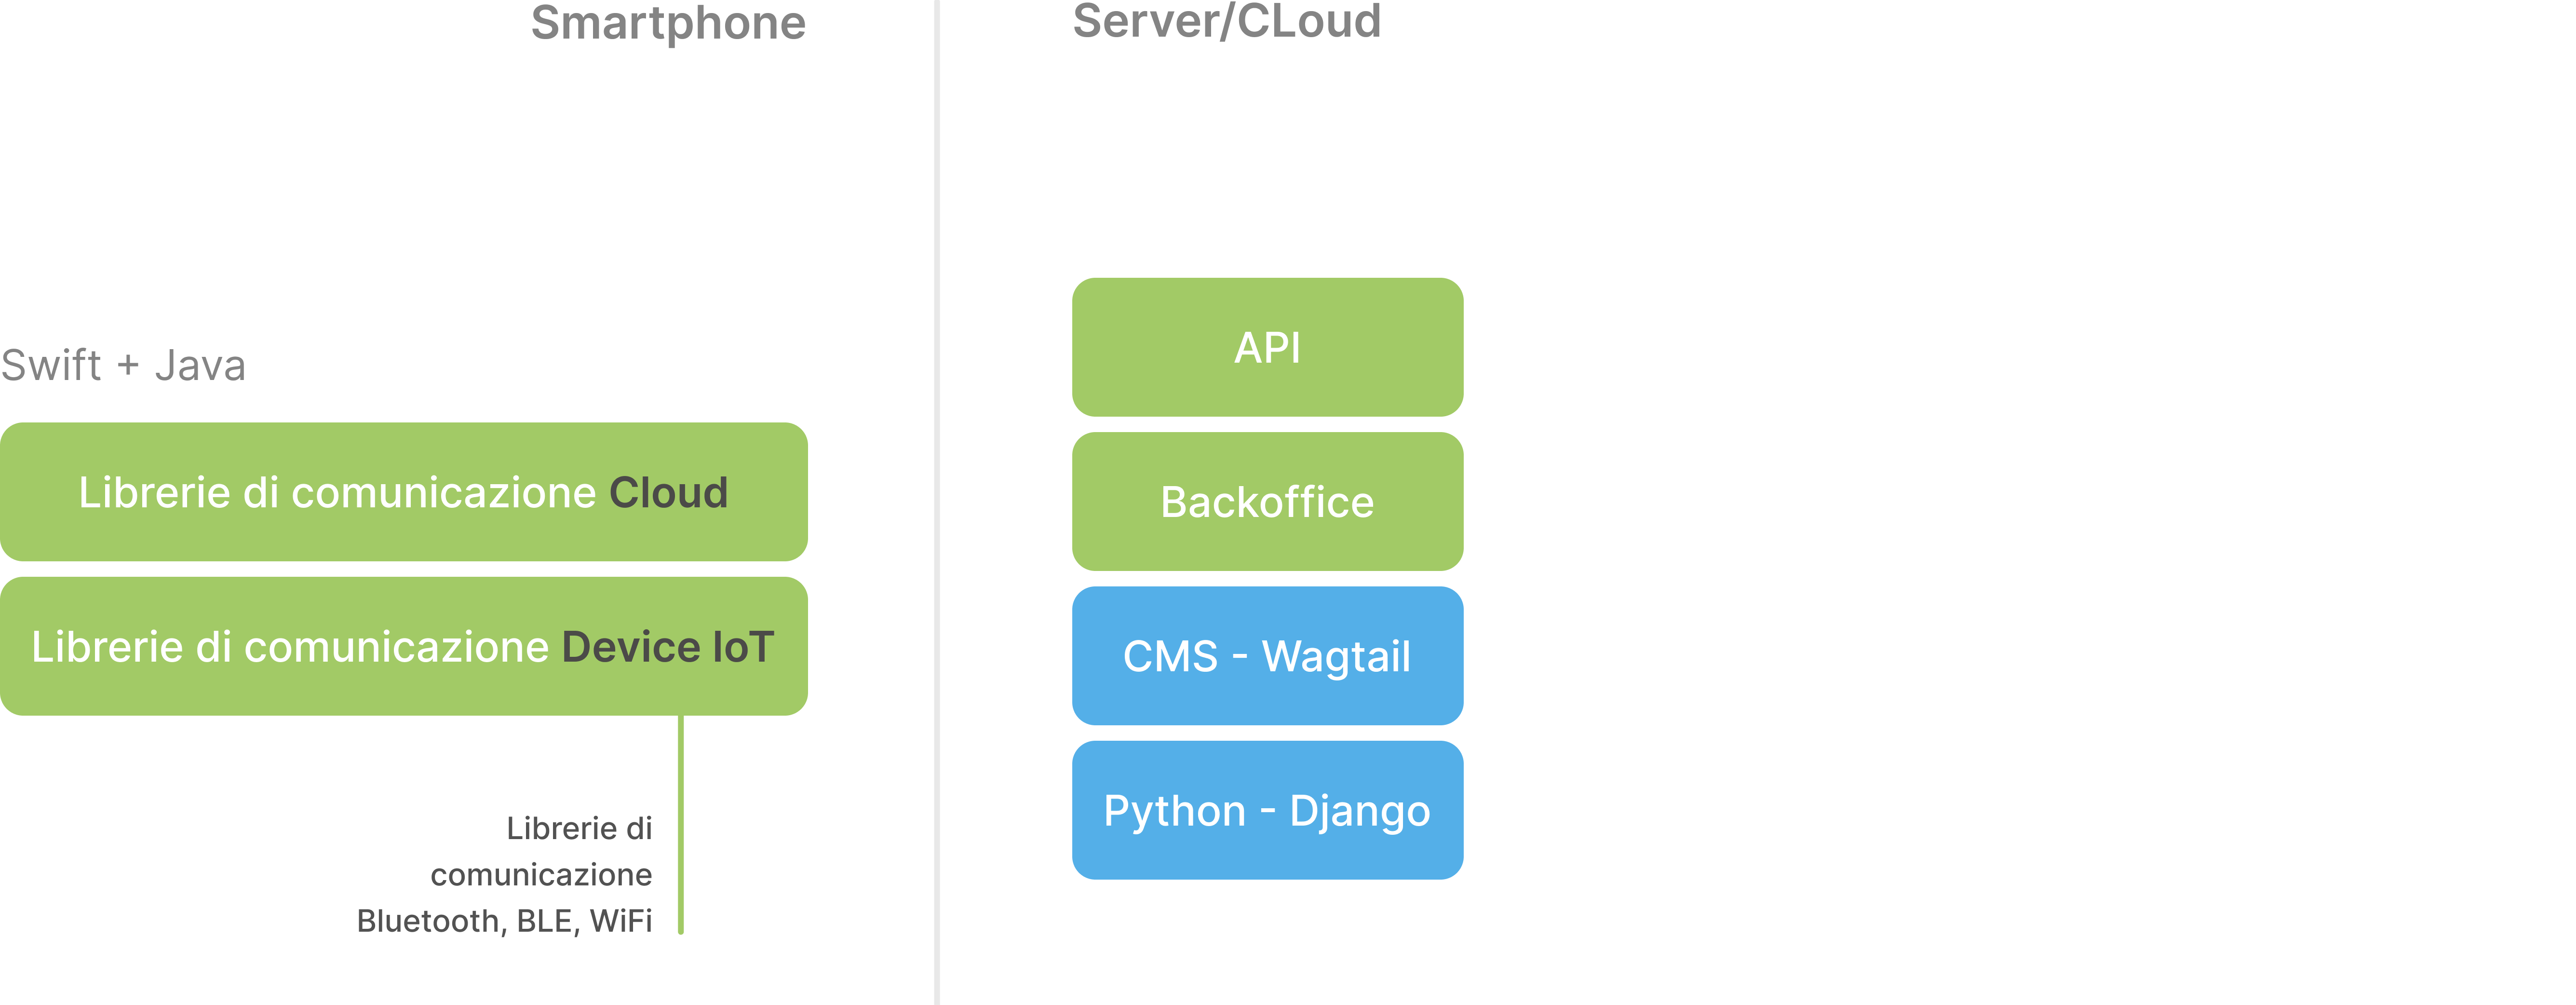 Smartphone
Server/CLoud
Swift + Java
Librerie di comunicazione Cloud
Librerie di comunicazione Device IoT
Librerie di
comunicazione
Bluetooth, BLE, WiFi
API
Backoffice
CMS - Wagtail
Python - Django